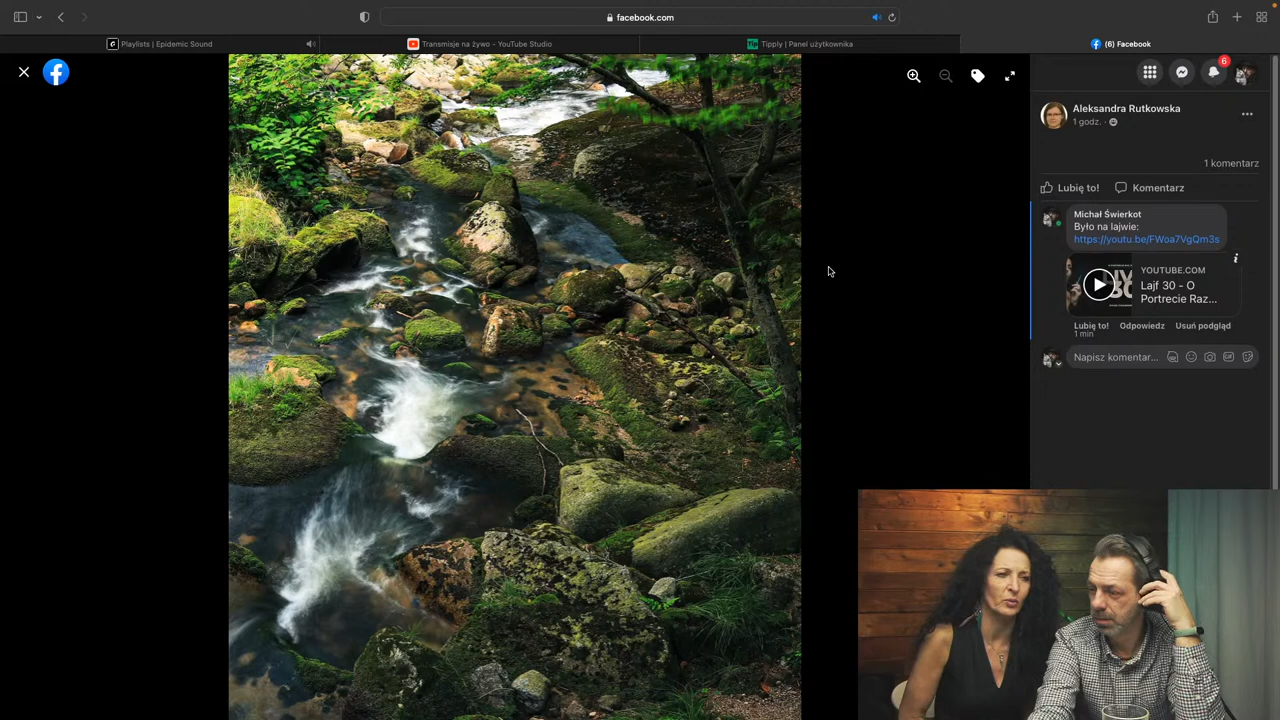 facebook.com
Playlists | Epidemic Sound
Transmisje na żywo - YouTube Studio
Tip
Tipply | Panel użytkownika
(6) Facebook
6
Aleksandra Rutkowska
1 godz.
1 komentarz
Lubię to!
Komentarz
Michał Świerkot
Było na lajwie:
https://youtu.be/FWoa7VgQm3s
YOUTUBE.COM
Lajf 30 - O
Portrecie Raz...
Lubię to! Odpowiedz Usuń podgląd
1 min
Napisz komentar...
GIF